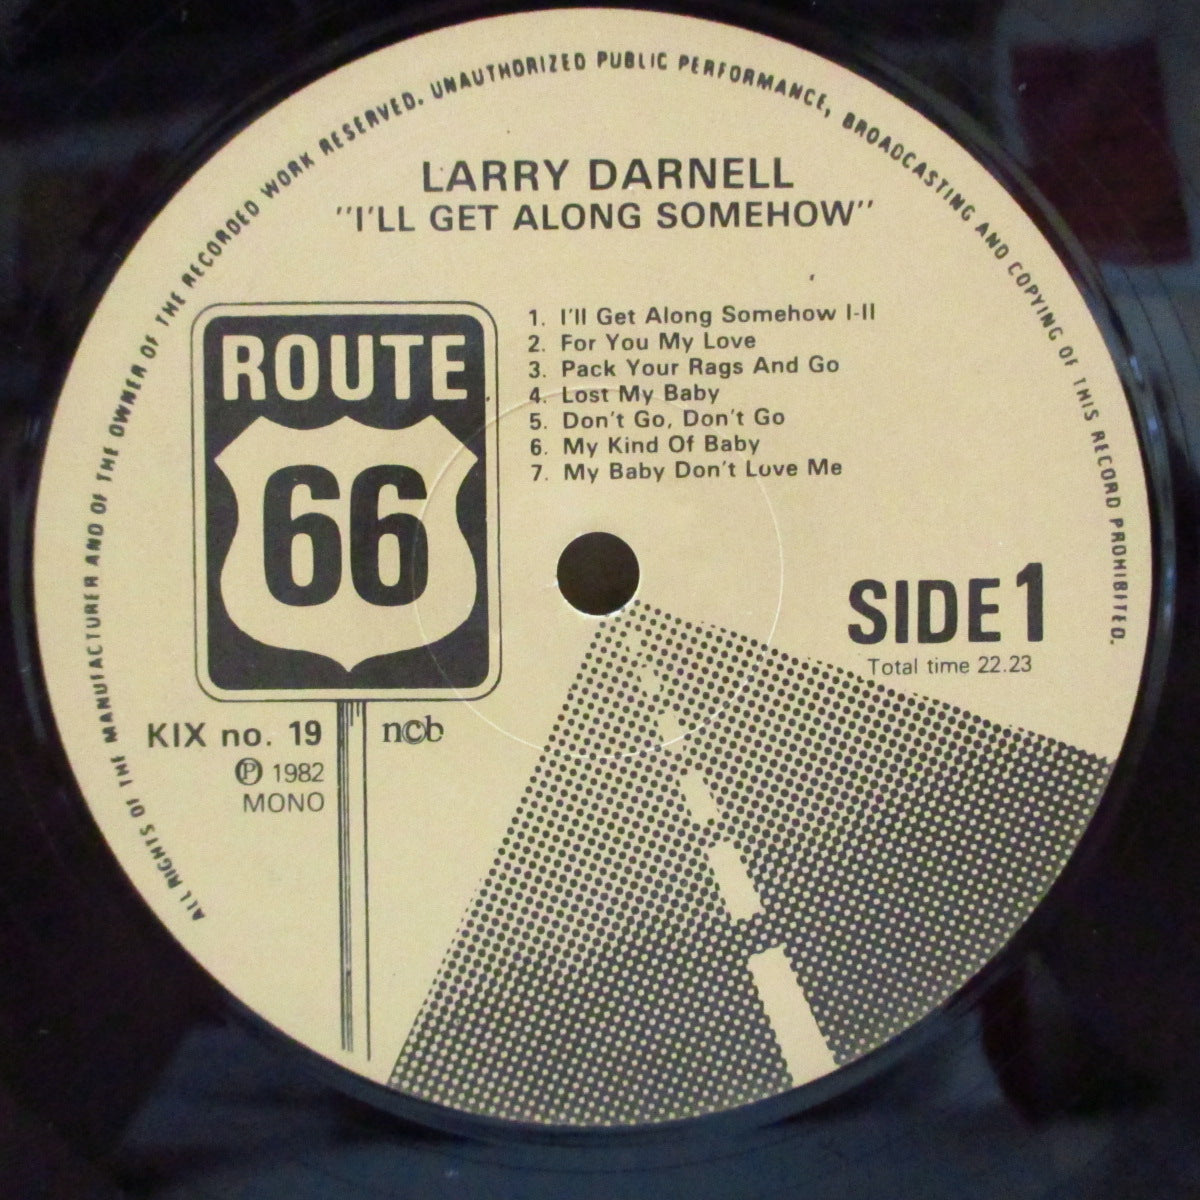 ALL RIGHTS OF THE MANUFACTURER AND OF THE OWNER OF THE RECORDED WORK RESERVED. UNAUTHORIZED PUBLIC PERFORMANCE, BROADCASTING AND COPYING OF THIS RECORD PROHIBITED.
LARRY DARNELL
"I'LL GET ALONG SOMEHOW"
1. I'll Get Along Somehow I-II
2. For You My Love
3. Pack Your Rags And Go
4. Lost My Baby
5. Don't Go, Don't Go
6. My Kind Of Baby
7. My Baby Don't Love Me
ROUTE
66
SIDE 1
Total time 22.23
KIX no. 19
ncb
℗ 1982
MONO